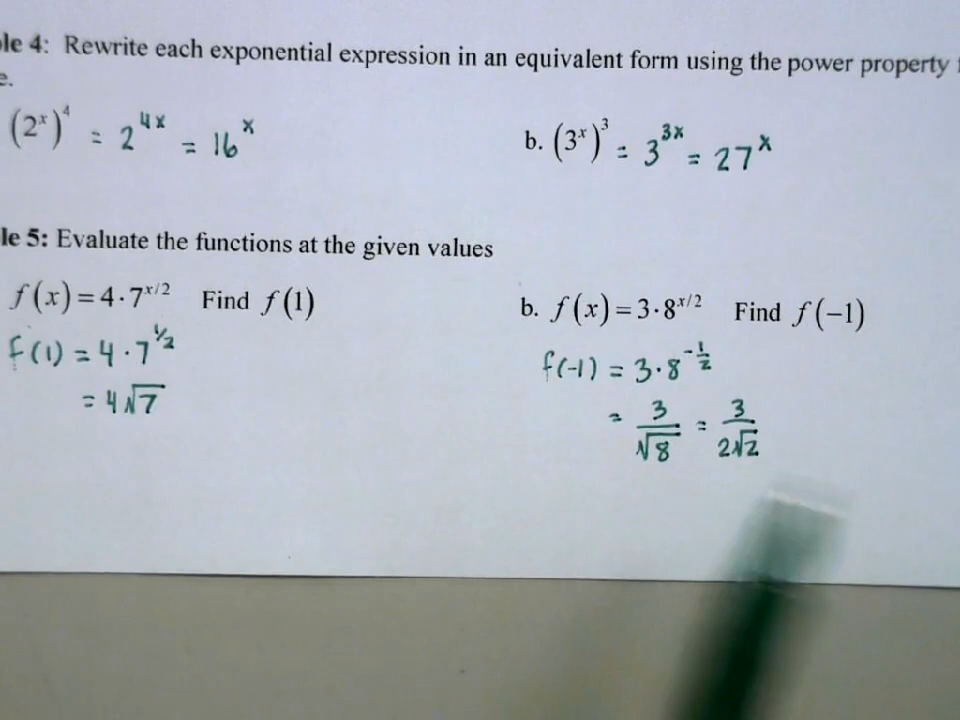 le 4: Rewrite each exponential expression in an equivalent form using the power property
e.
(2^x)^4 = 2^{4x} = 16^x
b. (3^x)^3 = 3^{3x} = 27^x
le 5: Evaluate the functions at the given values
f(x)=4·7^{x/2} Find f(1)
f(1) = 4·7^{1/2}
= 4√7
b. f(x)=3·8^{x/2} Find f(−1)
f(-1) = 3·8^{-1/2}
= 3/√8 = 3/2√2